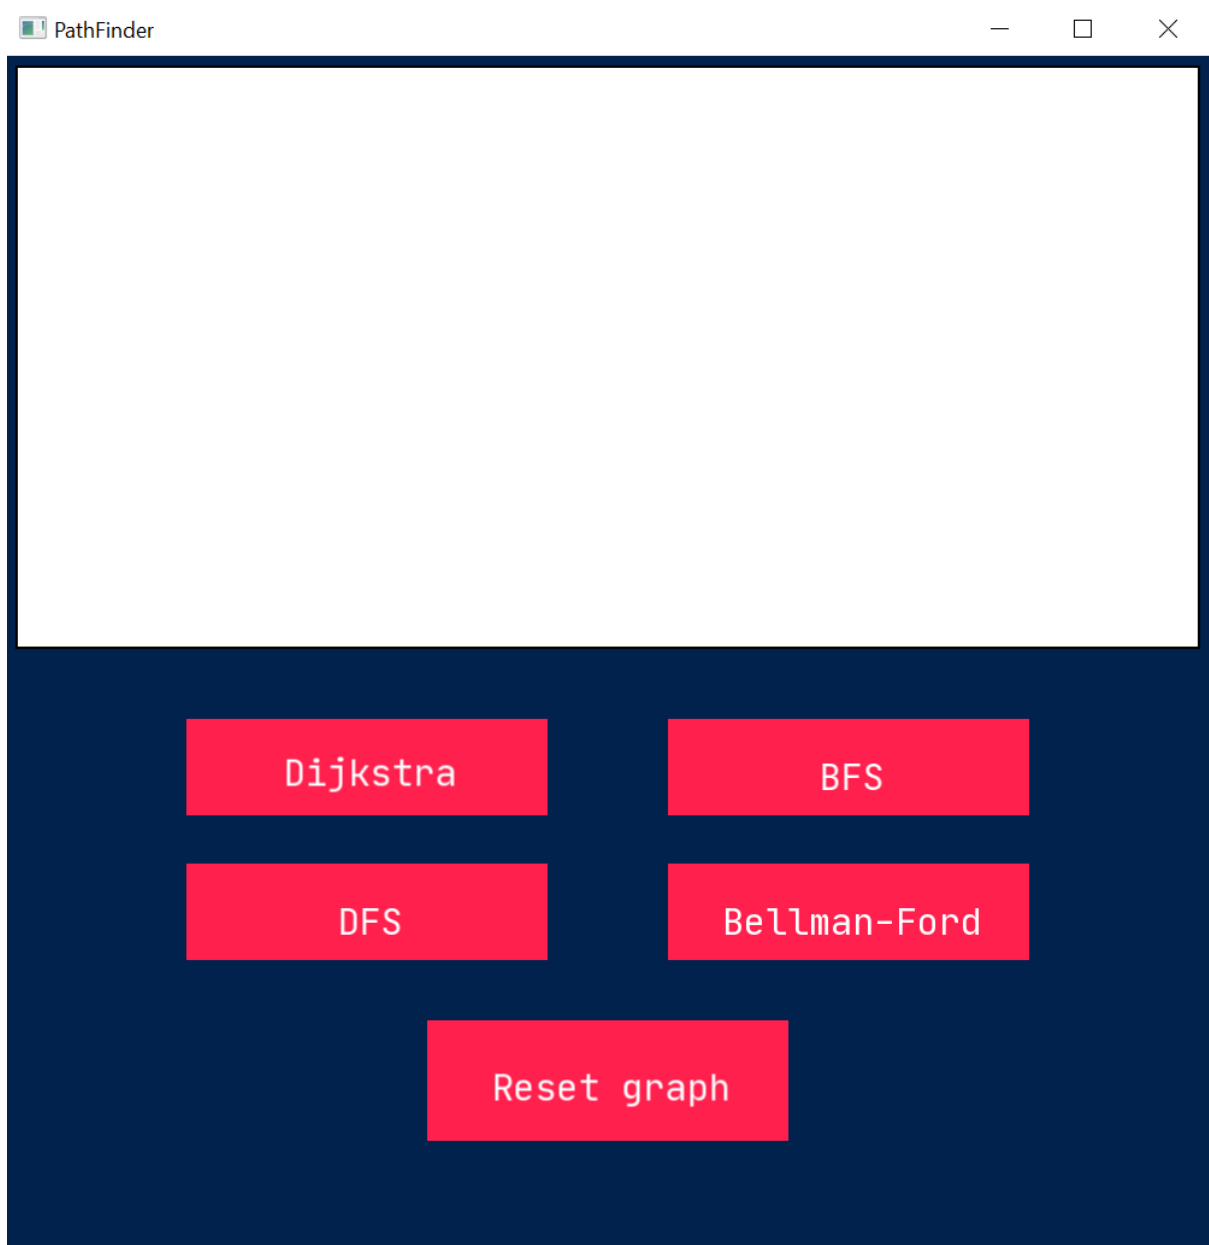 PathFinder
Dijkstra
BFS
DFS
Bellman-Ford
Reset graph